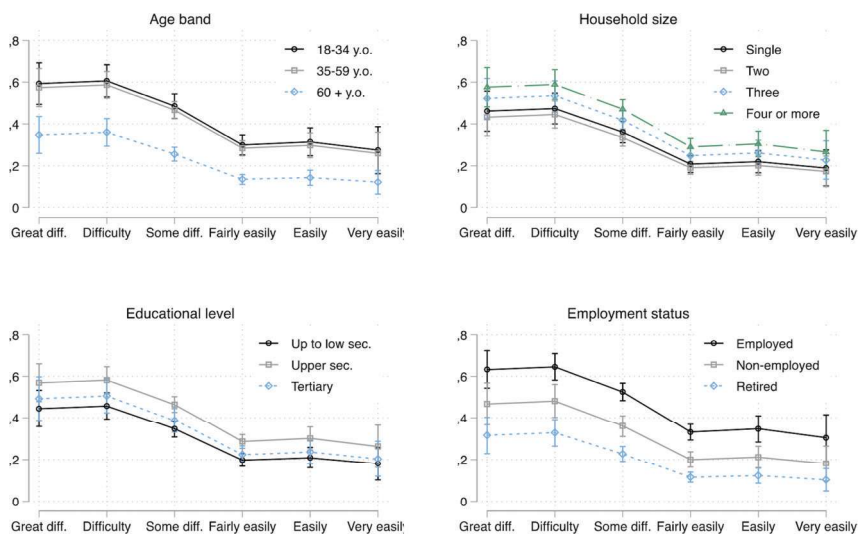 Age band
Household size
,8
,6
,4
,2
0
18-34 y.o.
35-59 y.o.
60 + y.o.
Great diff. Difficulty Some diff. Fairly easily Easily Very easily
,8
,6
,4
,2
0
Single
Two
Three
Four or more
Great diff. Difficulty Some diff. Fairly easily Easily Very easily
Educational level
Employment status
,8
,6
,4
,2
0
Up to low sec.
Upper sec.
Tertiary
Great diff. Difficulty Some diff. Fairly easily Easily Very easily
,8
,6
,4
,2
0
Employed
Non-employed
Retired
Great diff. Difficulty Some diff. Fairly easily Easily Very easily